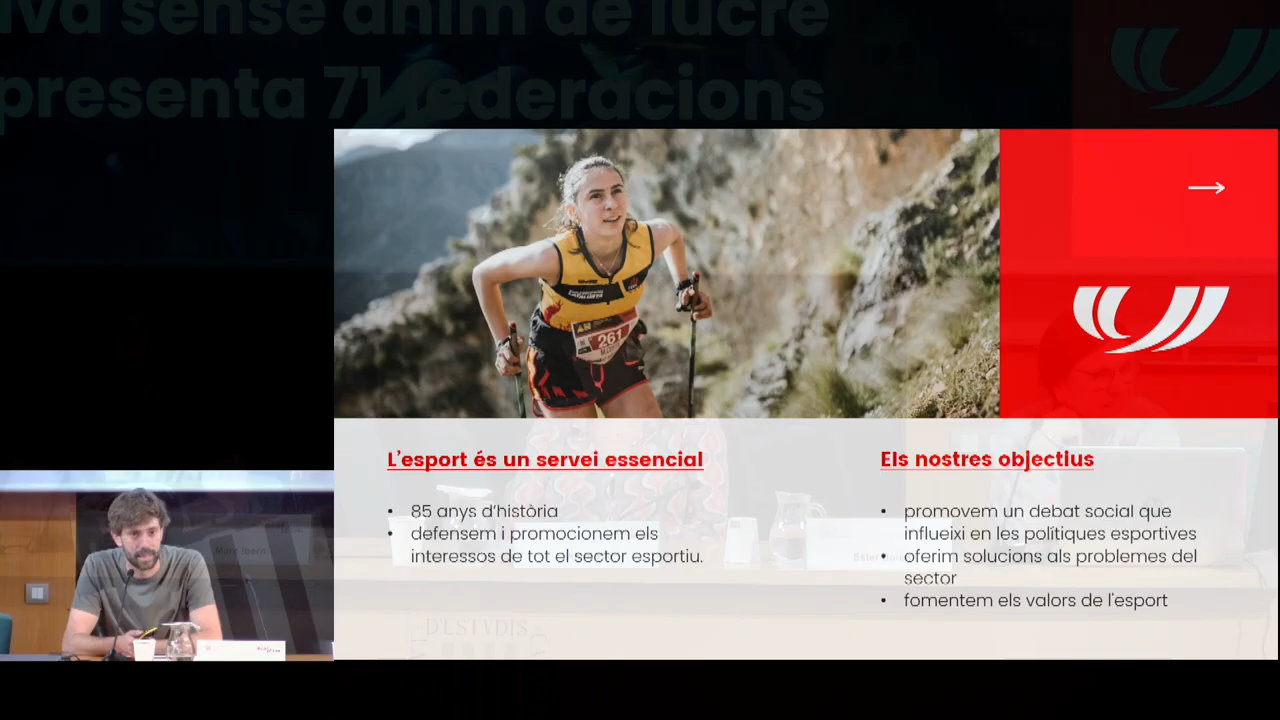 iva sense ànim de lucre
presenta 71 federacions
261
L'esport és un servei essencial
• 85 anys d'història
• defensem i promocionem els
interessos de tot el sector esportiu.
Els nostres objectius
• promovem un debat social que
influeixi en les polítiques esportives
• oferim solucions als problemes del
sector
• fomentem els valors de l'esport
Marc Ibern
D'ESTVDIS